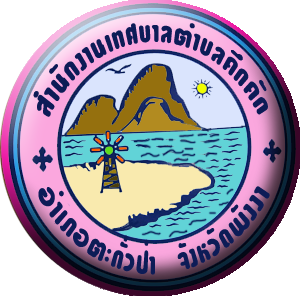 สำนักงานเทศบาลตำบลคึกคัก
อำเภอตะกั่วป่า จังหวัดพังงา